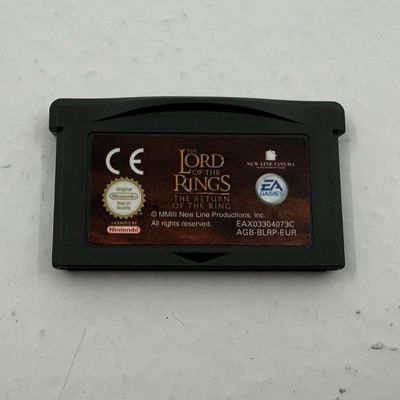 CE
THE
LORD
OF THE
RINGS
THE RETURN
OF THE KING
NEW LINE CINEMA
Original
Nintendo
Seal of
Quality
EA
GAMES
LICENSED BY
Nintendo
© MMIII New Line Productions, Inc.
All rights reserved.
EAX03304073C
AGB-BLRP-EUR